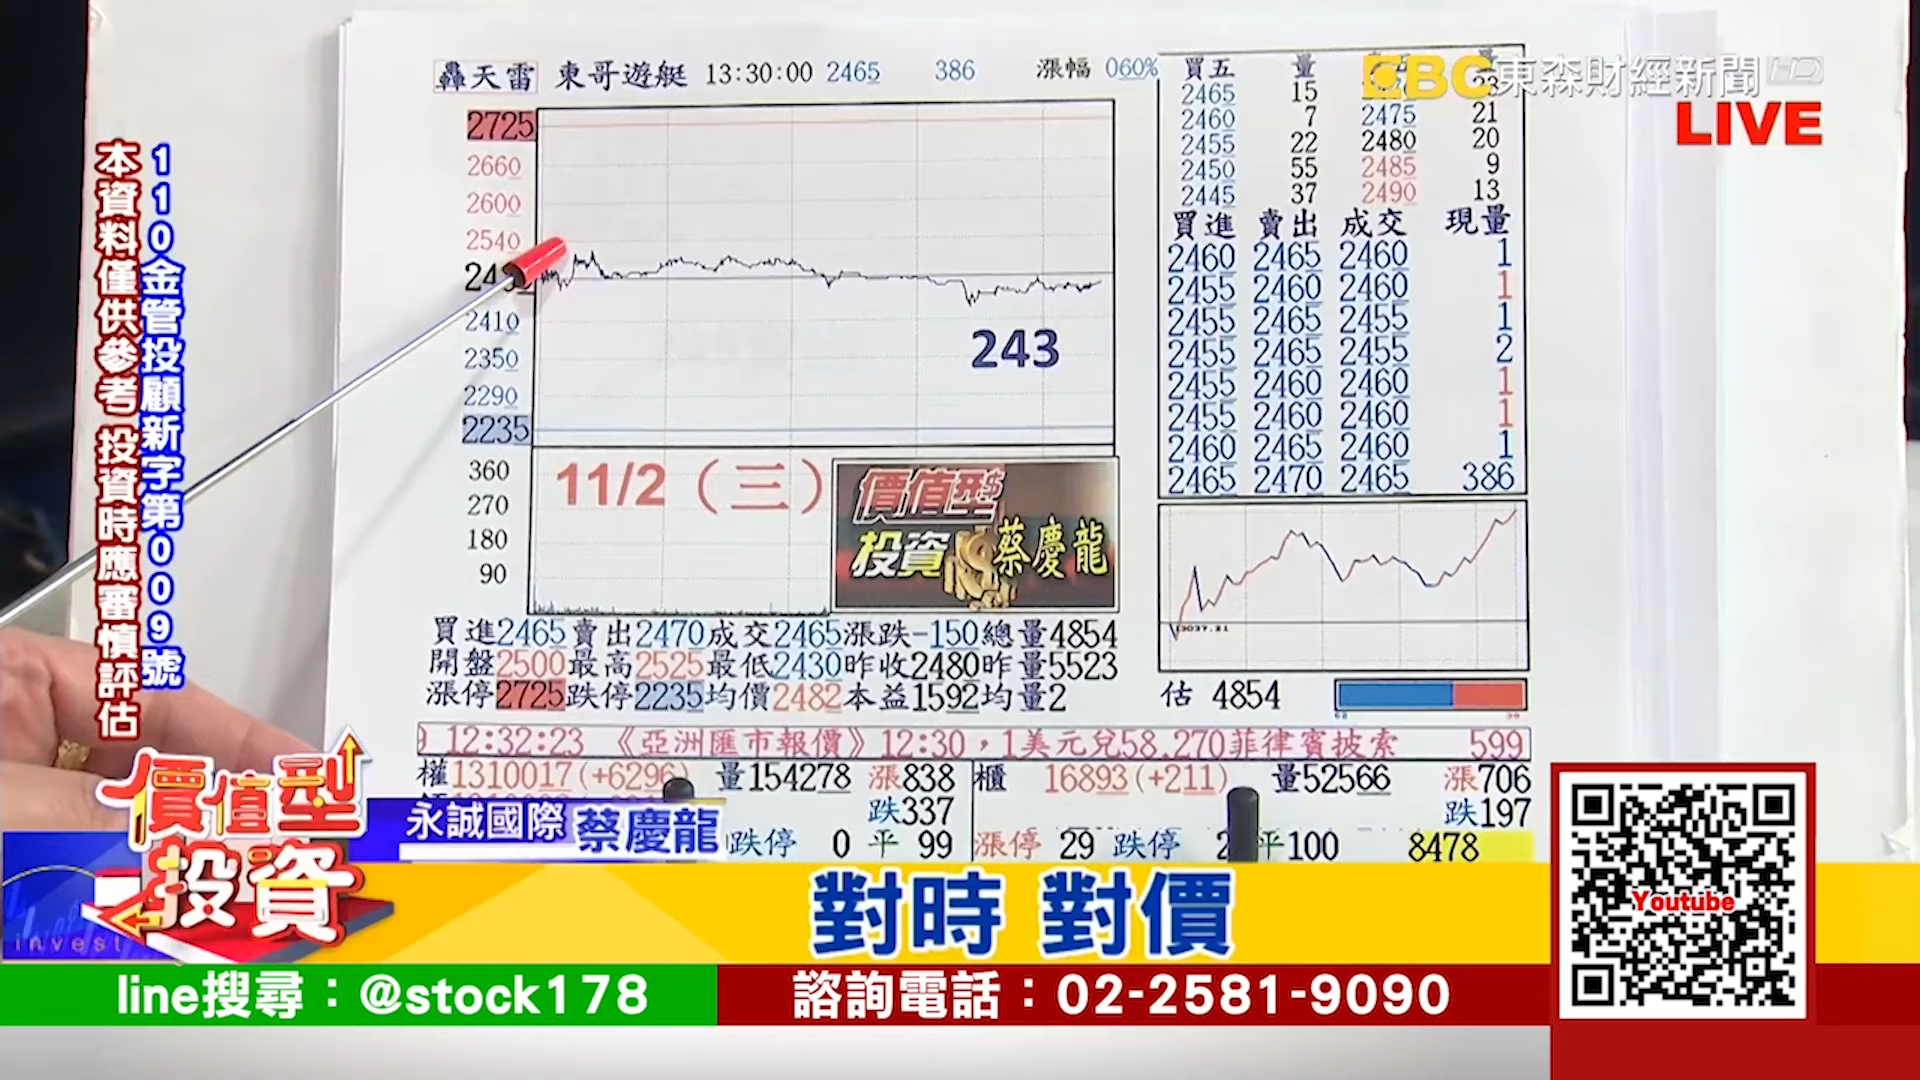 轟天雷 東哥遊艇 13:30:00 2465 386 漲幅 060%
買五 量
2465 15
2460 7 2475 21
2455 22 2480 20
2450 55 2485 9
2445 37 2490 13
買進 賣出 成交 現量
2460 2465 2460 1
2455 2460 2460 1
2455 2465 2455 1
2455 2465 2455 2
2455 2460 2460 1
2455 2460 2460 1
2460 2465 2460 1
2465 2470 2465 386
EBC 東森財經新聞 HD
LIVE
本資料僅供參考 投資時應審慎評估
110金管投顧新字第009號
2725
2660
2600
2540
2410
2350
2290
2235
243
360
270
180
90
11/2(三)
價值型
投資 蔡慶龍
13037.21
買進2465賣出2470成交2465漲跌-150總量4854
開盤2500最高2525最低2430昨收2480昨量5523
漲停2725跌停2235均價2482本益1592均量2
估 4854
12:32:23 《亞洲匯市報價》12:30,1美元兌58.270菲律賓披索 599
權1310017(+6296) 量154278 漲838
跌337
跌停 0 平 99
櫃 16893(+211) 量52566 漲706
跌197
漲停 29 跌停 平100 8478
價值型
投資
invest
永誠國際 蔡慶龍
對時 對價
Youtube
line搜尋:@stock178
諮詢電話:02-2581-9090